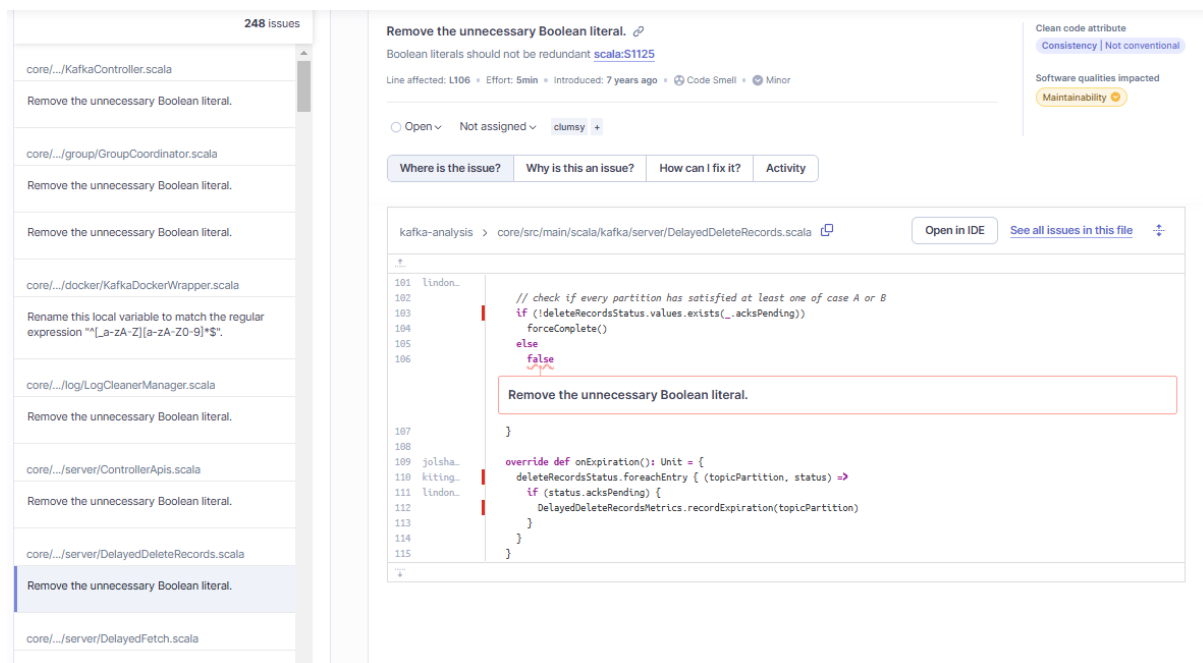 248 issues
core/.../KafkaController.scala
Remove the unnecessary Boolean literal.
core/.../group/GroupCoordinator.scala
Remove the unnecessary Boolean literal.
Remove the unnecessary Boolean literal.
core/.../docker/KafkaDockerWrapper.scala
Rename this local variable to match the regular
expression "^[_a-zA-Z][a-zA-Z0-9]*$".
core/.../log/LogCleanerManager.scala
Remove the unnecessary Boolean literal.
core/.../server/ControllerApis.scala
Remove the unnecessary Boolean literal.
core/.../server/DelayedDeleteRecords.scala
Remove the unnecessary Boolean literal.
core/.../server/DelayedFetch.scala
Remove the unnecessary Boolean literal.
Boolean literals should not be redundant scala:S1125
Line affected: L106 • Effort: 5min • Introduced: 7 years ago • Code Smell • Minor
Clean code attribute
Consistency | Not conventional
Software qualities impacted
Maintainability
Open Not assigned clumsy +
Where is the issue? Why is this an issue? How can I fix it? Activity
kafka-analysis > core/src/main/scala/kafka/server/DelayedDeleteRecords.scala Open in IDE See all issues in this file
101 lindon…
102 // check if every partition has satisfied at least one of case A or B
103 if (!deleteRecordsStatus.values.exists(_.acksPending))
104 forceComplete()
105 else
106 false
Remove the unnecessary Boolean literal.
107 }
108
109 jolsha… override def onExpiration(): Unit = {
110 kiting… deleteRecordsStatus.foreachEntry { (topicPartition, status) =>
111 lindon… if (status.acksPending) {
112 DelayedDeleteRecordsMetrics.recordExpiration(topicPartition)
113 }
114 }
115 }